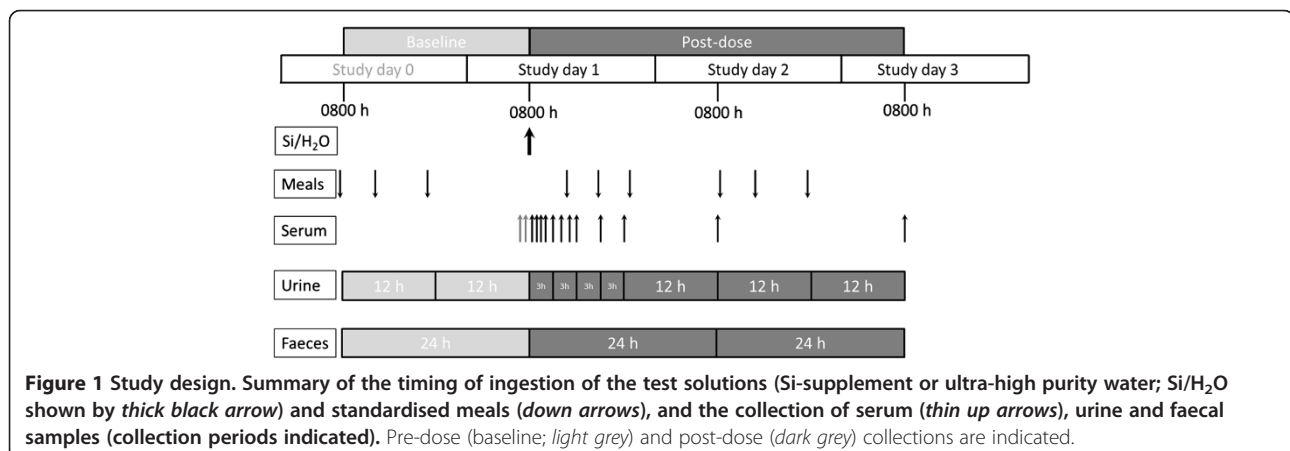 Baseline Post-dose
Study day 0 Study day 1 Study day 2 Study day 3
0800 h 0800 h 0800 h 0800 h
Si/H₂O
Meals
Serum
Urine 12 h 12 h 3h 3h 3h 3h 12 h 12 h 12 h
Faeces 24 h 24 h 24 h
Figure 1 Study design. Summary of the timing of ingestion of the test solutions (Si-supplement or ultra-high purity water; Si/H₂O
shown by thick black arrow) and standardised meals (down arrows), and the collection of serum (thin up arrows), urine and faecal
samples (collection periods indicated). Pre-dose (baseline; light grey) and post-dose (dark grey) collections are indicated.